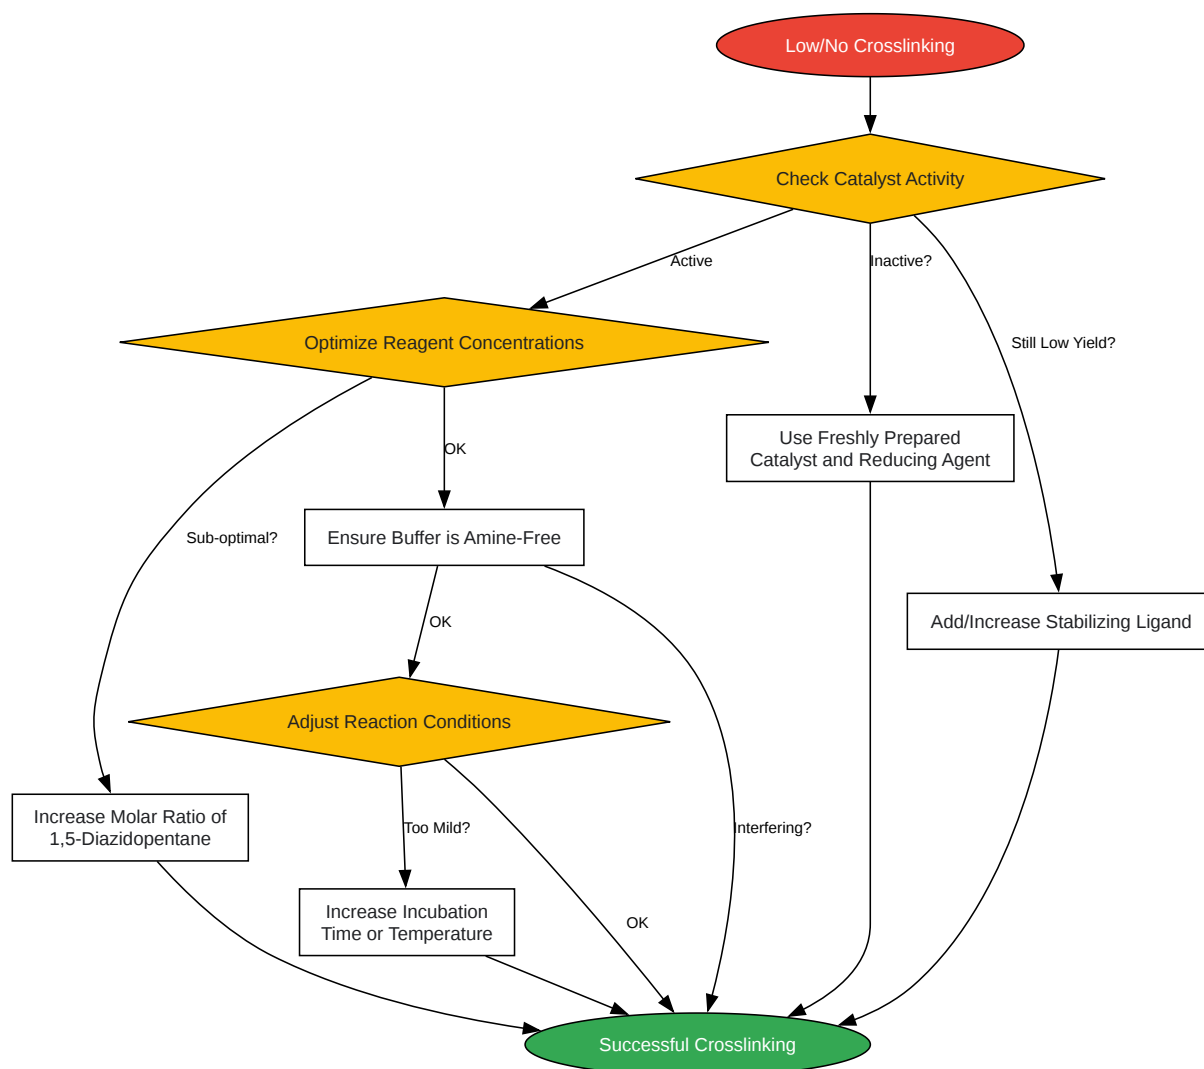 Low/No Crosslinking
Check Catalyst Activity
Active
Inactive?
Optimize Reagent Concentrations
Still Low Yield?
Use Freshly Prepared
Catalyst and Reducing Agent
OK
Sub-optimal?
Ensure Buffer is Amine-Free
OK
Add/Increase Stabilizing Ligand
Adjust Reaction Conditions
Increase Molar Ratio of
1,5-Diazidopentane
Too Mild?
Interfering?
Increase Incubation
Time or Temperature
OK
Successful Crosslinking